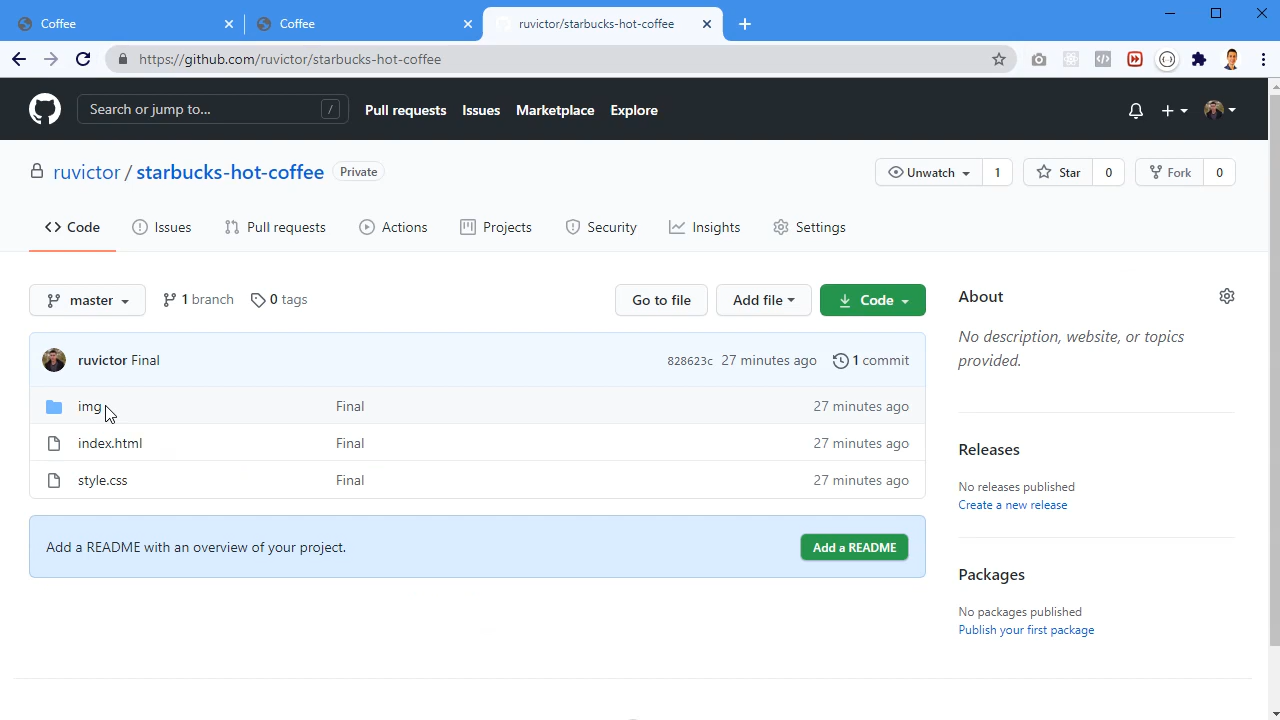 Coffee
Coffee
ruvictor/starbucks-hot-coffee
https://github.com/ruvictor/starbucks-hot-coffee
Search or jump to... /
Pull requests Issues Marketplace Explore
ruvictor / starbucks-hot-coffee Private
Unwatch 1 Star 0 Fork 0
Code Issues Pull requests Actions Projects Security Insights Settings
master 1 branch 0 tags Go to file Add file Code
ruvictor Final 828623c 27 minutes ago 1 commit
img Final 27 minutes ago
index.html Final 27 minutes ago
style.css Final 27 minutes ago
Add a README with an overview of your project. Add a README
About
No description, website, or topics
provided.
Releases
No releases published
Create a new release
Packages
No packages published
Publish your first package